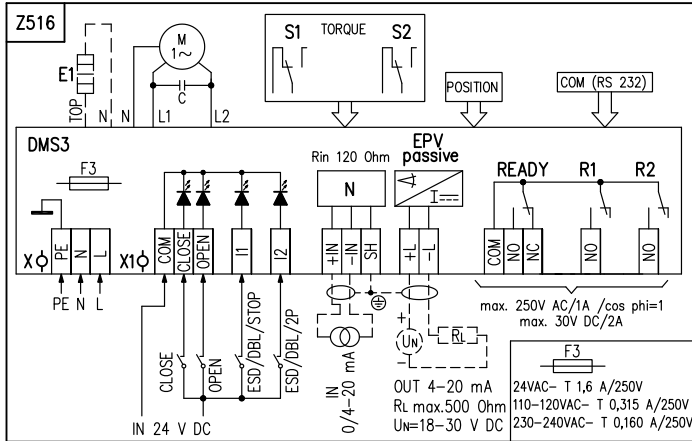 Z516
E1
TOP
N
N
M
1~
C
L1
L2
S1
TORQUE
S2
POSITION
COM (RS 232)
DMS3
F3
Rin 120 Ohm
N
EPV
passive
I
READY
R1
R2
X
PE
N
L
X1
COM
CLOSE
OPEN
I1
I2
+IN
-IN
SH
+L
-L
COM
NO
NC
NO
NO
PE N L
CLOSE
OPEN
ESD/DBL/STOP
ESD/DBL/2P
IN 24 V DC
IN
0/4-20 mA
+
UN
-
RL
OUT 4-20 mA
RL max.500 Ohm
UN=18-30 V DC
max. 250V AC/1A /cos phi=1
max. 30V DC/2A
F3
24VAC- T 1,6 A/250V
110-120VAC- T 0,315 A/250V
230-240VAC- T 0,160 A/250V